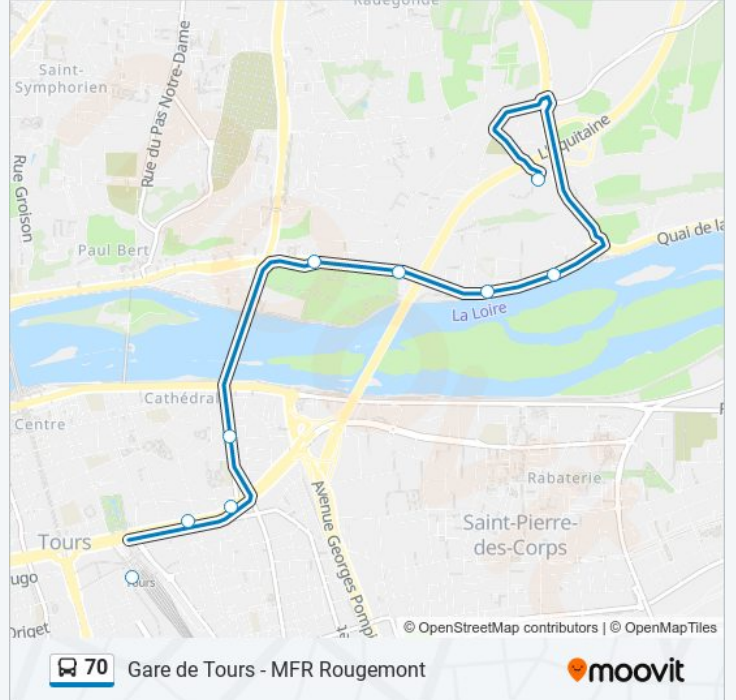 Radegonde
Saint-
Symphorien
Rue du Pas Notre-Dame
L'Aquitaine
Rue Groison
Paul Bert
Quai de la
La Loire
Cathédral
Centre
Rabaterie
Avenue Georges Pompi
Saint-Pierre-
des-Corps
Tours
Tours
ugo
Origet
© OpenStreetMap contributors | © OpenMapTiles
70 Gare de Tours - MFR Rougemont
moovit